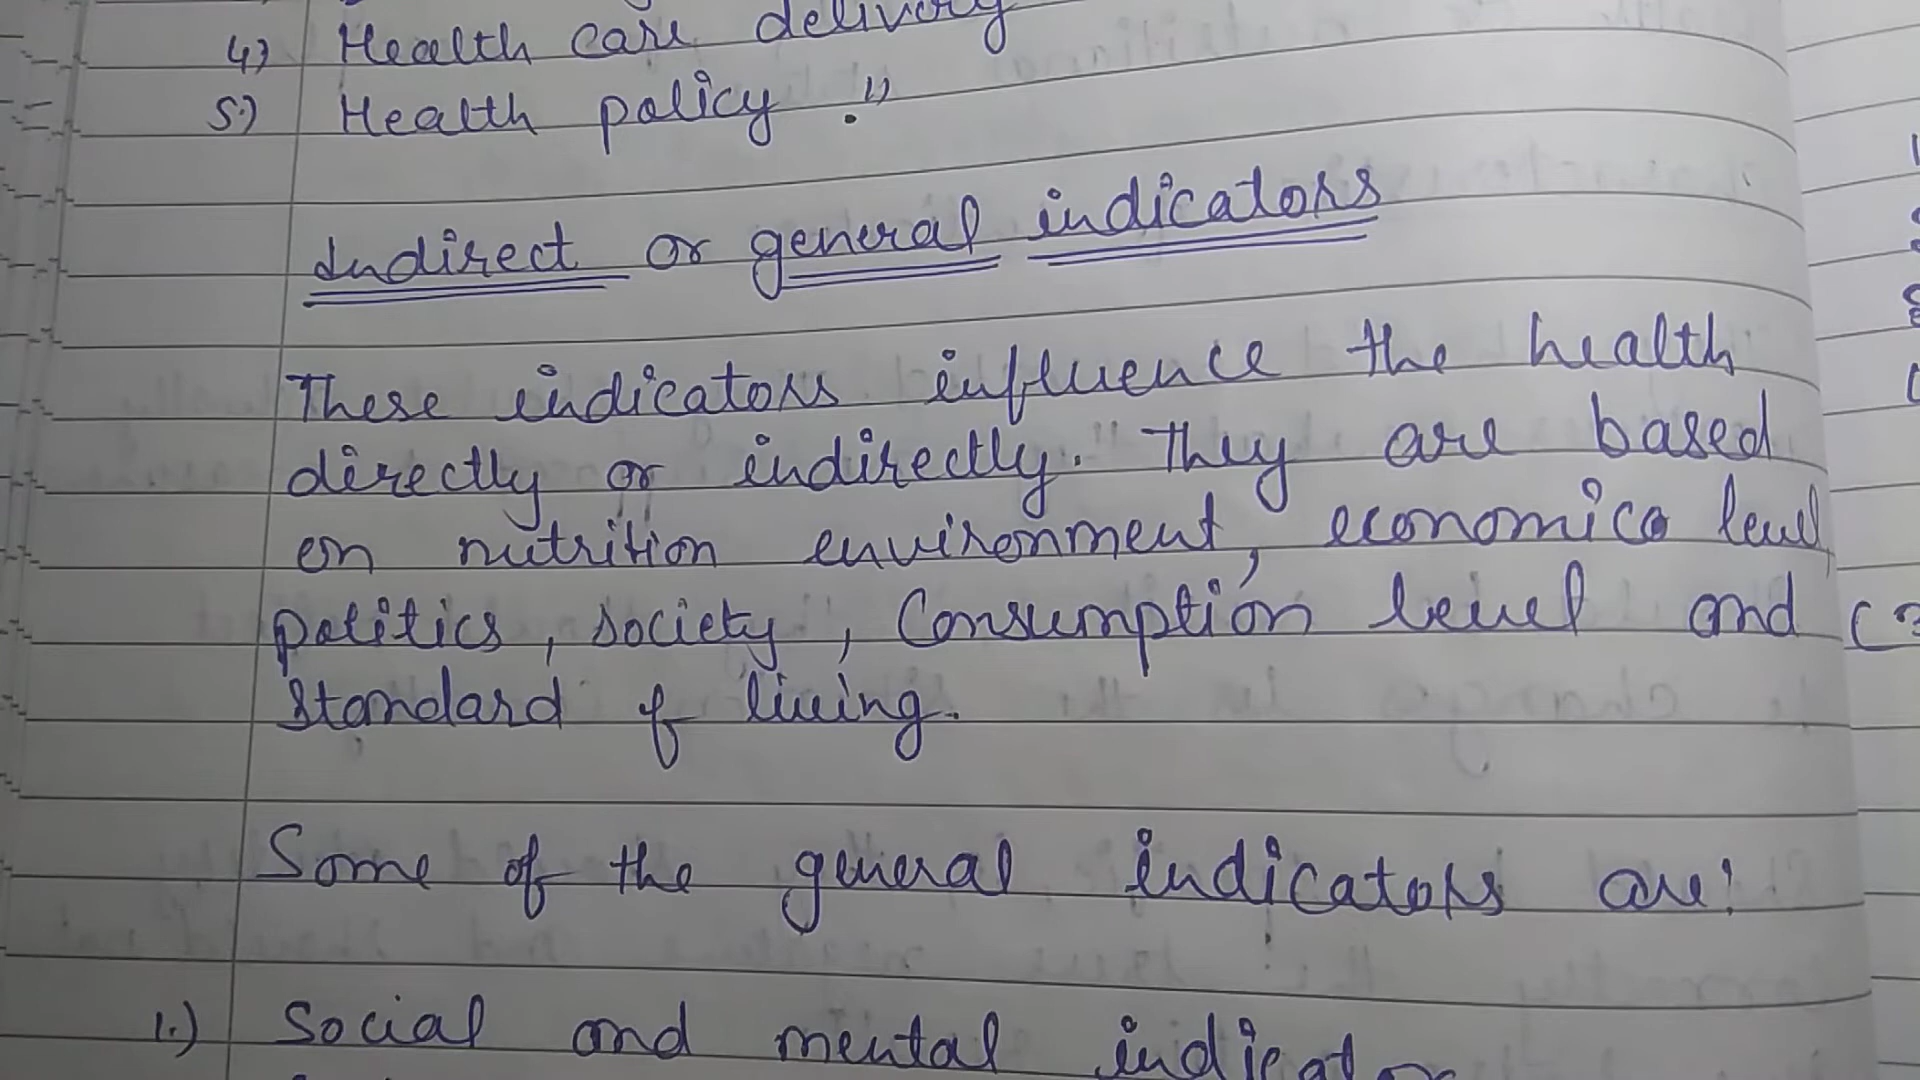 4) Health care delivery
5.) Health policy .
Indirect or general indicators
These indicators influence the health
directly or indirectly. They are based
on nutrition environment, economico level,
politics, society, Consumption level and
standard of living.
Some of the general indicators are:
1.) Social and mental indicator